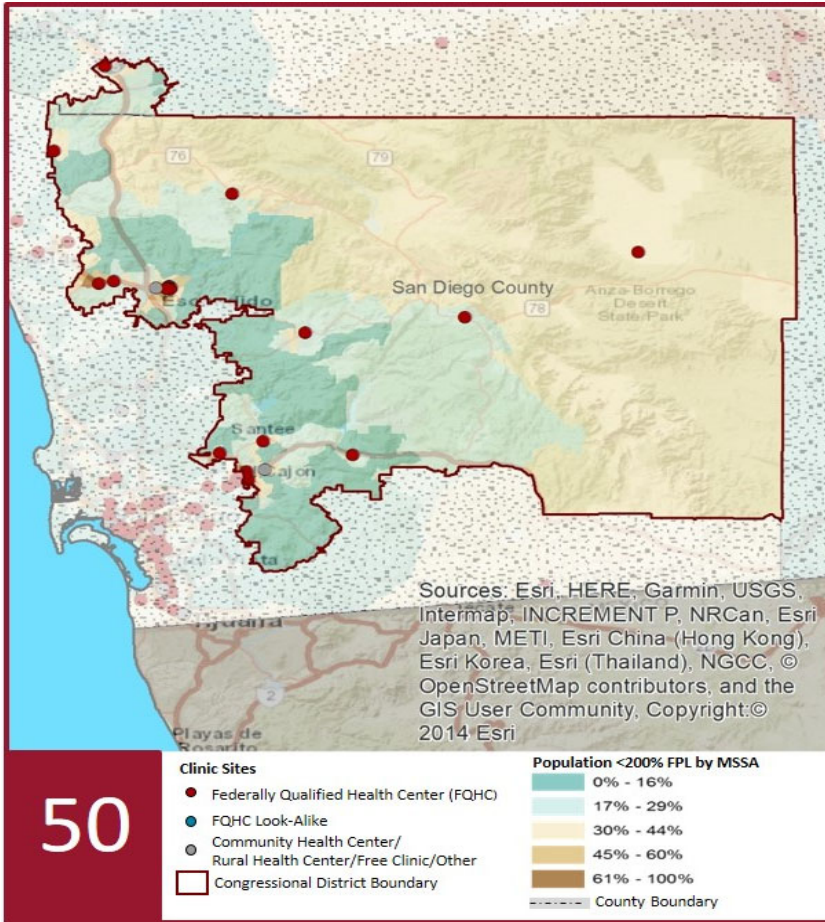 76
79
San Diego County
Anza-Borrego
Desert
State/Park
78
Santee
Sources: Esri, HERE, Garmin, USGS,
Intermap, INCREMENT P, NRCan, Esri
Japan, METI, Esri China (Hong Kong),
Esri Korea, Esri (Thailand), NGCC, ©
OpenStreetMap contributors, and the
GIS User Community, Copyright:©
2014 Esri
Tijuana
2
Playas de
Rosarito
50
Clinic Sites
Federally Qualified Health Center (FQHC)
FQHC Look-Alike
Community Health Center/
Rural Health Center/Free Clinic/Other
Congressional District Boundary
Population <200% FPL by MSSA
0% - 16%
17% - 29%
30% - 44%
45% - 60%
61% - 100%
County Boundary